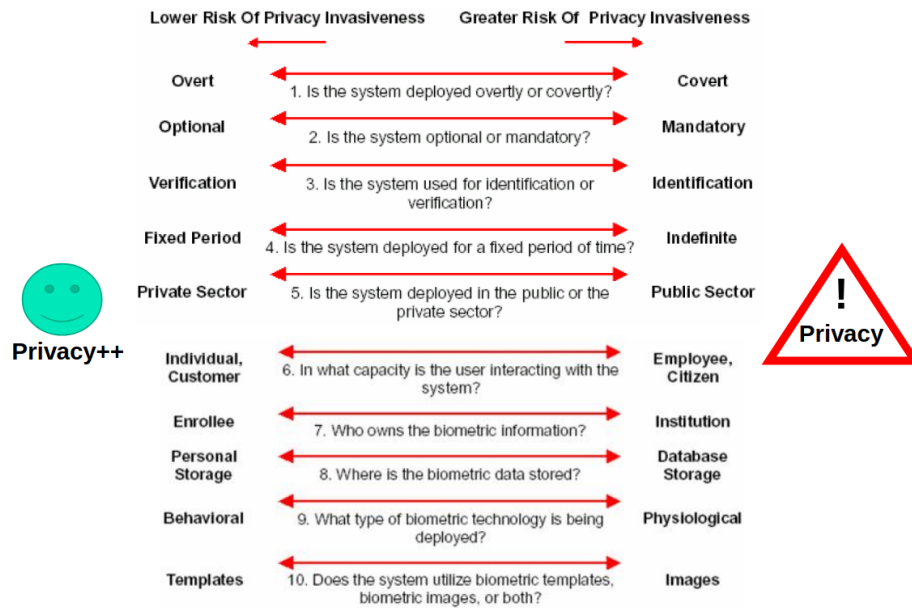 Lower Risk Of Privacy Invasiveness
Greater Risk Of Privacy Invasiveness
Overt
1. Is the system deployed overtly or covertly?
Covert
Optional
2. Is the system optional or mandatory?
Mandatory
Verification
3. Is the system used for identification or
verification?
Identification
Fixed Period
4. Is the system deployed for a fixed period of time?
Indefinite
Private Sector
5. Is the system deployed in the public or the
private sector?
Public Sector
Privacy++
!
Privacy
Individual,
Customer
6. In what capacity is the user interacting with the
system?
Employee,
Citizen
Enrollee
7. Who owns the biometric information?
Institution
Personal
Storage
8. Where is the biometric data stored?
Database
Storage
Behavioral
9. What type of biometric technology is being
deployed?
Physiological
Templates
10. Does the system utilize biometric templates,
biometric images, or both?
Images